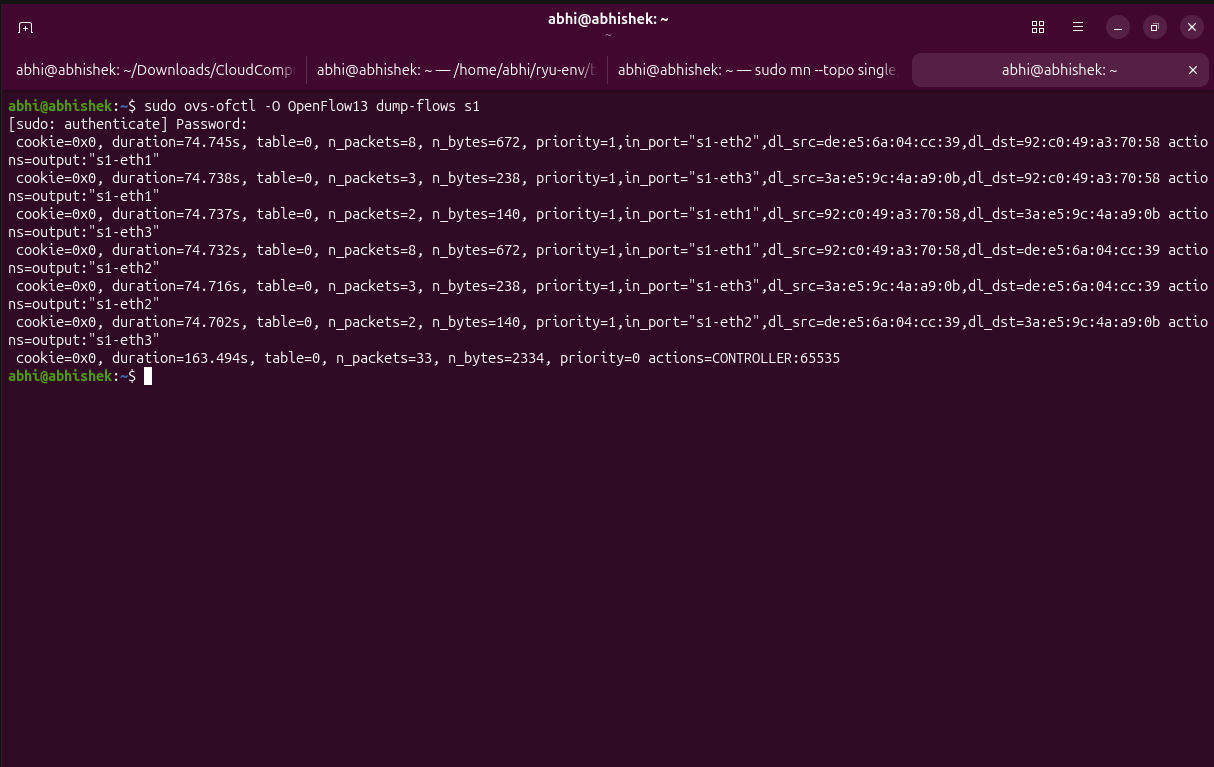 abhi@abhishek: ~
~
abhi@abhishek: ~/Downloads/CloudComp
abhi@abhishek: ~ — /home/abhi/ryu-env/b
abhi@abhishek: ~ — sudo mn --topo single,
abhi@abhishek: ~
abhi@abhishek:~$ sudo ovs-ofctl -O OpenFlow13 dump-flows s1
[sudo: authenticate] Password:
 cookie=0x0, duration=74.745s, table=0, n_packets=8, n_bytes=672, priority=1,in_port="s1-eth2",dl_src=de:e5:6a:04:cc:39,dl_dst=92:c0:49:a3:70:58 actio
ns=output:"s1-eth1"
 cookie=0x0, duration=74.738s, table=0, n_packets=3, n_bytes=238, priority=1,in_port="s1-eth3",dl_src=3a:e5:9c:4a:a9:0b,dl_dst=92:c0:49:a3:70:58 actio
ns=output:"s1-eth1"
 cookie=0x0, duration=74.737s, table=0, n_packets=2, n_bytes=140, priority=1,in_port="s1-eth1",dl_src=92:c0:49:a3:70:58,dl_dst=3a:e5:9c:4a:a9:0b actio
ns=output:"s1-eth3"
 cookie=0x0, duration=74.732s, table=0, n_packets=8, n_bytes=672, priority=1,in_port="s1-eth1",dl_src=92:c0:49:a3:70:58,dl_dst=de:e5:6a:04:cc:39 actio
ns=output:"s1-eth2"
 cookie=0x0, duration=74.716s, table=0, n_packets=3, n_bytes=238, priority=1,in_port="s1-eth3",dl_src=3a:e5:9c:4a:a9:0b,dl_dst=de:e5:6a:04:cc:39 actio
ns=output:"s1-eth2"
 cookie=0x0, duration=74.702s, table=0, n_packets=2, n_bytes=140, priority=1,in_port="s1-eth2",dl_src=de:e5:6a:04:cc:39,dl_dst=3a:e5:9c:4a:a9:0b actio
ns=output:"s1-eth3"
 cookie=0x0, duration=163.494s, table=0, n_packets=33, n_bytes=2334, priority=0 actions=CONTROLLER:65535
abhi@abhishek:~$